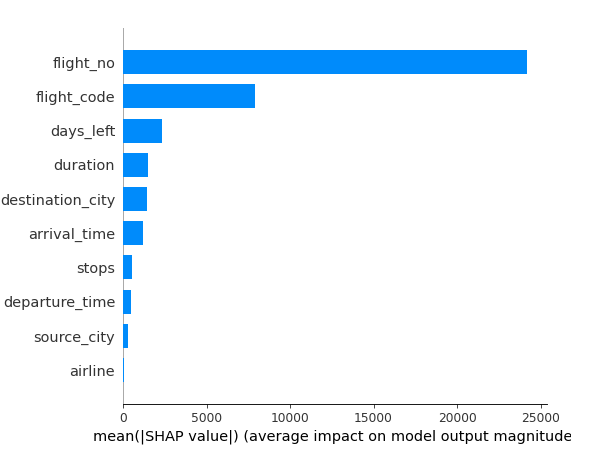 flight_no
flight_code
days_left
duration
destination_city
arrival_time
stops
departure_time
source_city
airline
0 5000 10000 15000 20000 25000
mean(|SHAP value|) (average impact on model output magnitude